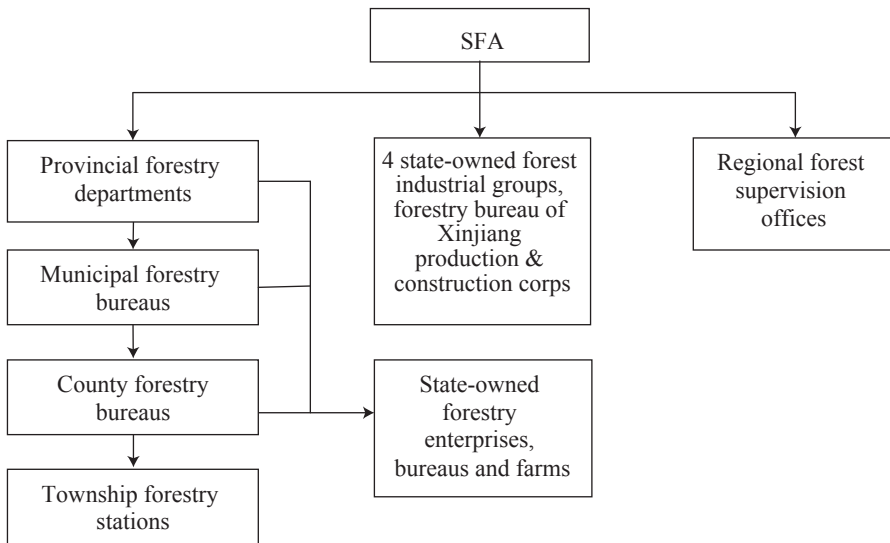 SFA
Provincial forestry
departments
4 state-owned forest
industrial groups,
forestry bureau of
Xinjiang
production &
construction corps
Regional forest
supervision
offices
Municipal forestry
bureaus
County forestry
bureaus
State-owned
forestry
enterprises,
bureaus and farms
Township forestry
stations